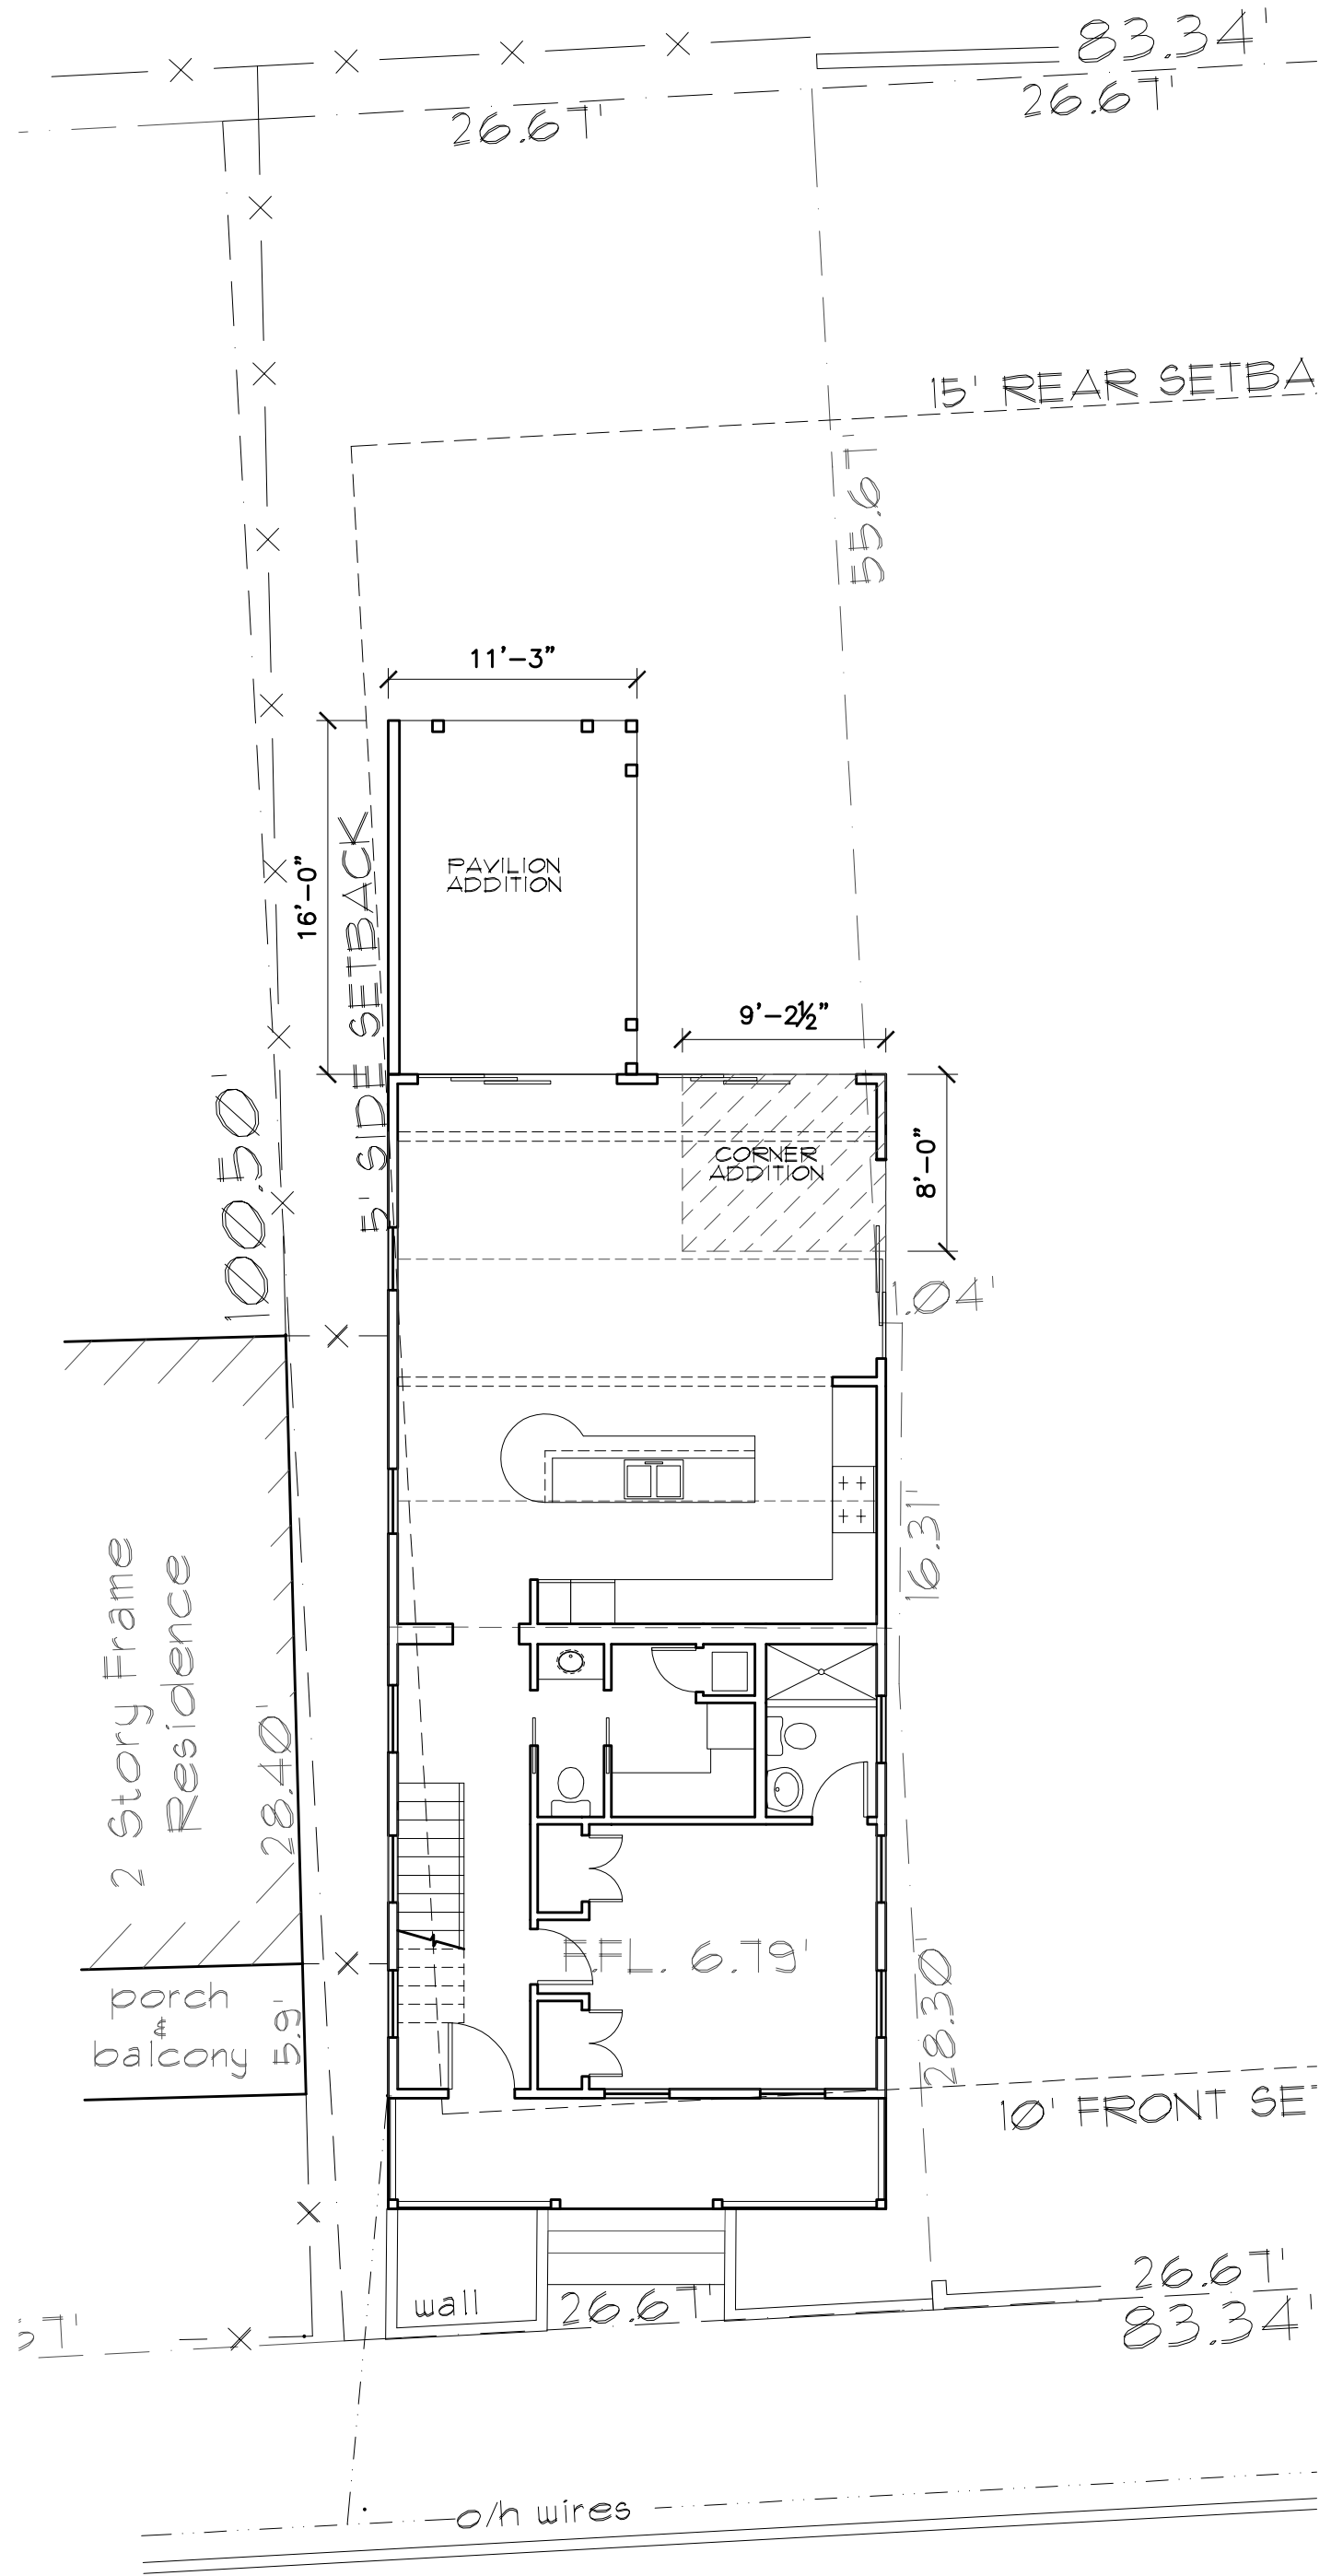 83.34'
26.67'
26.67'
15' REAR SETBA
55.67'
11'-3"
16'-0"
PAVILION
ADDITION
5' SIDE SETBACK
9'-2½"
100.50'
CORNER
ADDITION
8'-0"
1.04'
16.31'
2 Story Frame
Residence
28.40'
F.FL. 6.79'
28.30'
porch
&
balcony
5.9'
10' FRONT SE
wall
26.67'
26.67'
83.34'
o/h wires